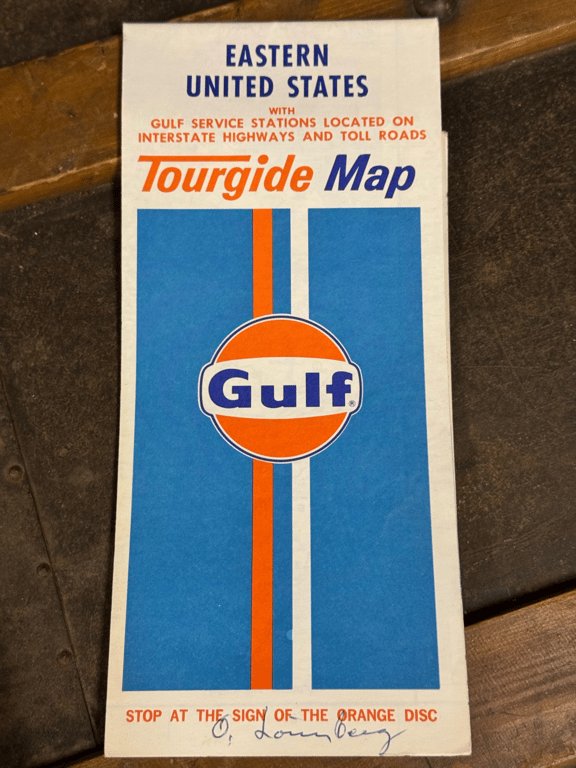 EASTERN
UNITED STATES
WITH
GULF SERVICE STATIONS LOCATED ON
INTERSTATE HIGHWAYS AND TOLL ROADS
Tourgide Map
Gulf®
STOP AT THE SIGN OF THE ORANGE DISC
O.